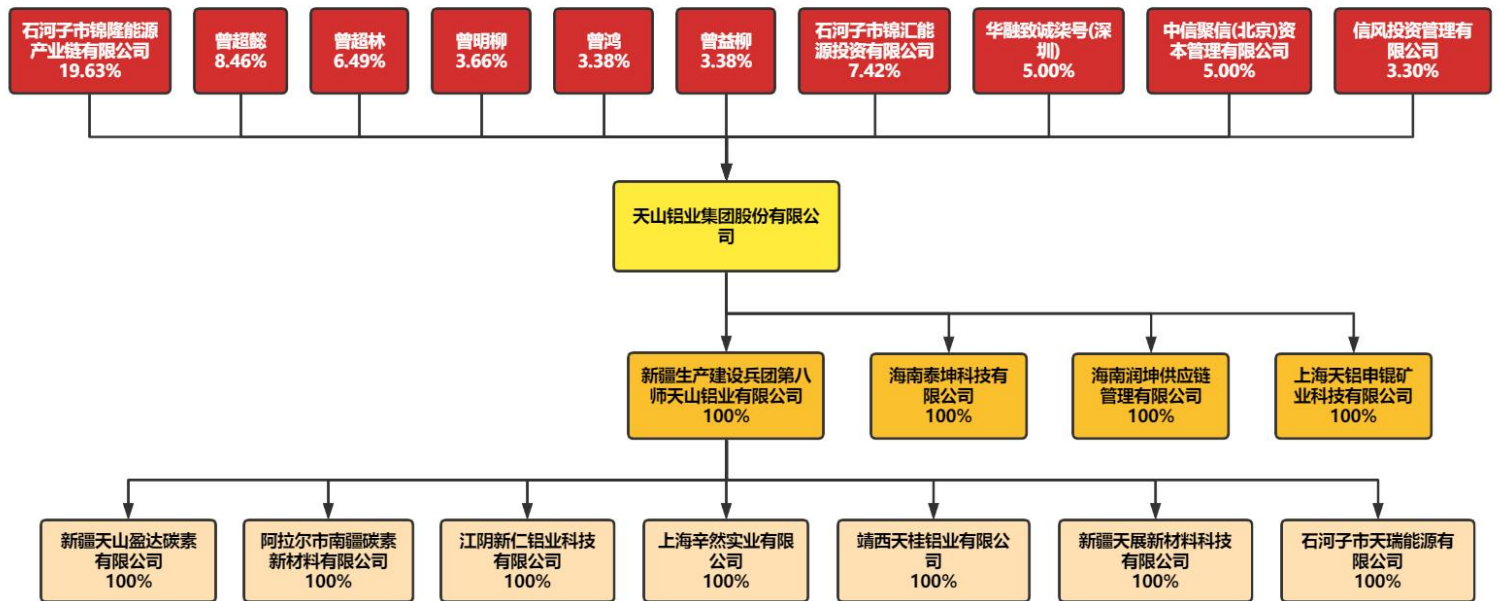 石河子市锦隆能源
产业链有限公司
19.63%
曾超懿
8.46%
曾超林
6.49%
曾明柳
3.66%
曾鸿
3.38%
曾益柳
3.38%
石河子市锦汇能
源投资有限公司
7.42%
华融致诚柒号(深
圳)
5.00%
中信聚信(北京)资
本管理有限公司
5.00%
信风投资管理有
限公司
3.30%
天山铝业集团股份有限公
司
新疆生产建设兵团第八
师天山铝业有限公司
100%
海南泰坤科技有
限公司
100%
海南润坤供应链
管理有限公司
100%
上海天铝申锟矿
业科技有限公司
100%
新疆天山盈达碳素
有限公司
100%
阿拉尔市南疆碳素
新材料有限公司
100%
江阴新仁铝业科技
有限公司
100%
上海辛然实业有限
公司
100%
靖西天桂铝业有限公
司
100%
新疆天展新材料科技
有限公司
100%
石河子市天瑞能源有
限公司
100%